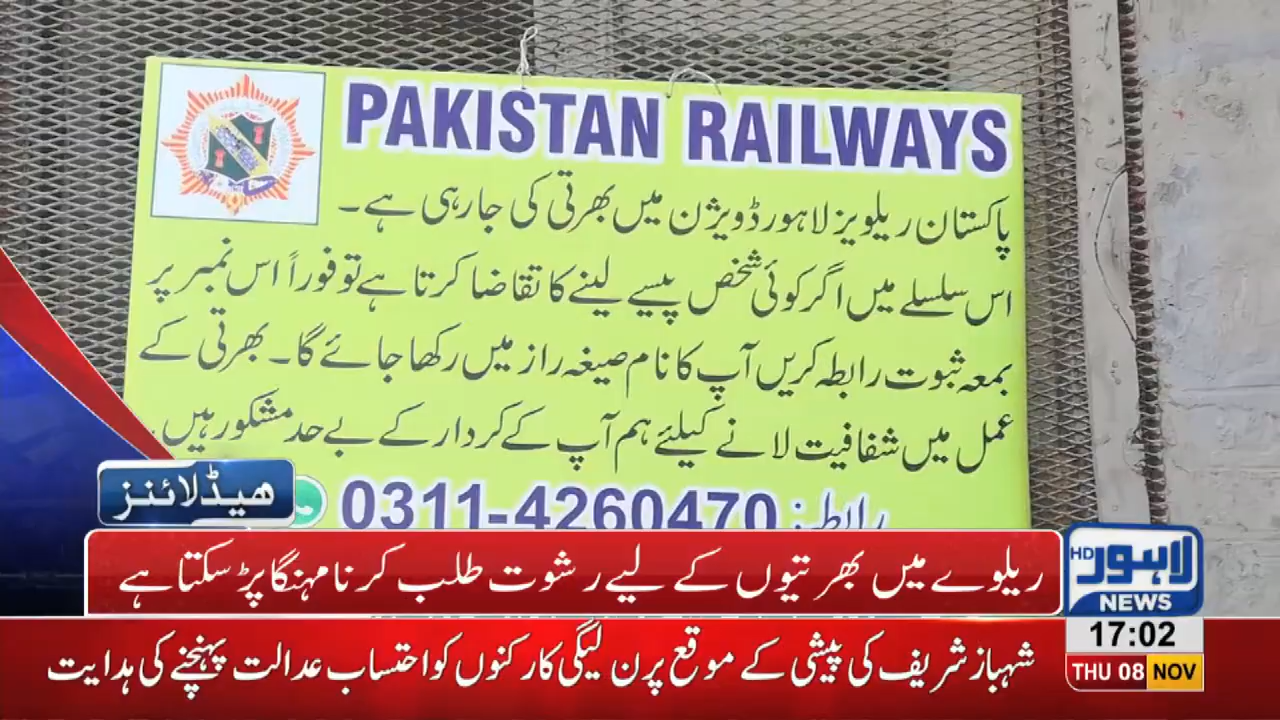 PAKISTAN RAILWAYS
پاکستان ریلویز لاہور ڈویژن میں بھرتی کی جارہی ہے۔
اس سلسلے میں اگر کوئی شخص پیسے لینے کا تقاضا کرتا ہے تو فوراً اس نمبر پر
بمعہ ثبوت رابطہ کریں آپ کا نام صیغہ راز میں رکھا جائے گا۔ بھرتی کے
عمل میں شفافیت لانے کیلئے ہم آپ کے کردار کے بے حد مشکور ہیں۔
رابطہ: 0311-4260470
ھیڈلائنز
ریلوے میں بھرتیوں کے لیے رشوت طلب کرنا مہنگا پڑ سکتا ہے
HD لاہور
NEWS
17:02
THU 08 NOV
شہباز شریف کی پیشی کے موقع پر ن لیگی کارکنوں کو احتساب عدالت پہنچنے کی ہدایت